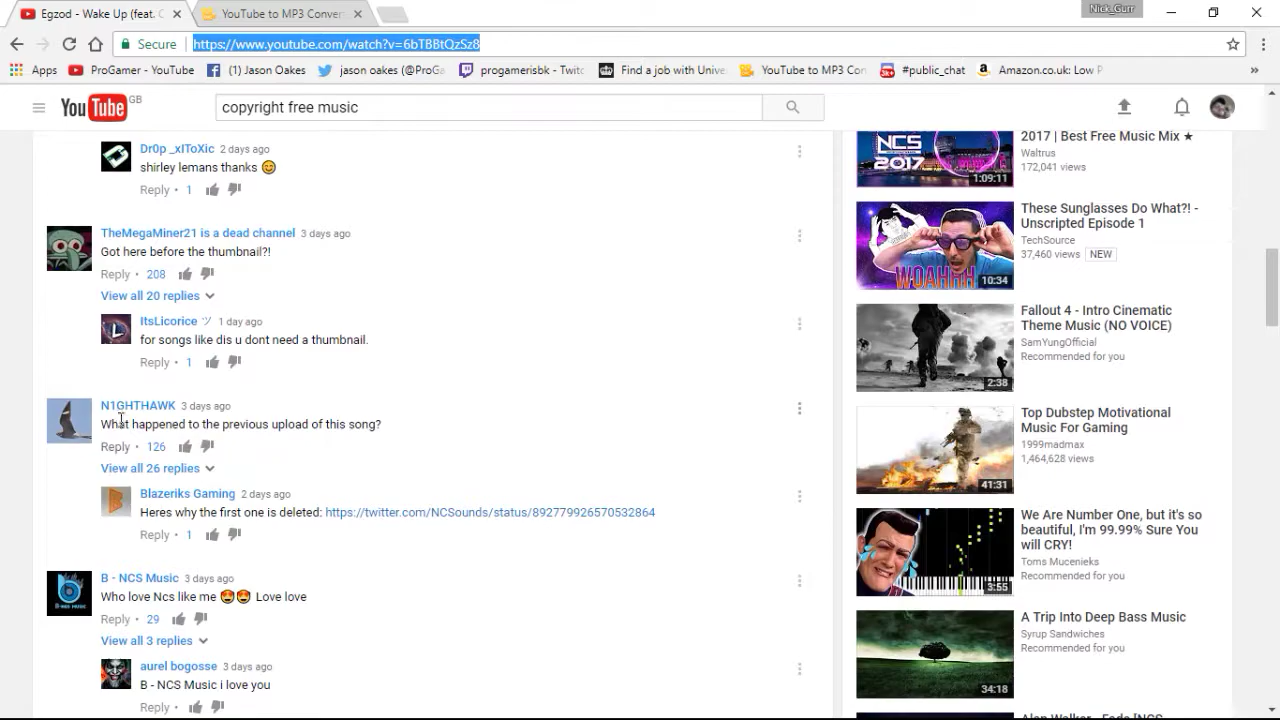 Egzod - Wake Up (feat. C
YouTube to MP3 Conver
Nick_Gurr
Secure
https://www.youtube.com/watch?v=6bTBBtQzSz8
Apps
ProGamer - YouTube
(1) Jason Oakes
jason oakes (@ProGa
progamerisbk - Twitc
Find a job with Unive
YouTube to MP3 Con
3K+
#public_chat
Amazon.co.uk: Low P
»
YouTube GB
copyright free music
Dr0p _xIToXic 2 days ago
shirley lemans thanks 😊
Reply • 1
TheMegaMiner21 is a dead channel 3 days ago
Got here before the thumbnail?!
Reply • 208
View all 20 replies
ItsLicorice ツ 1 day ago
for songs like dis u dont need a thumbnail.
Reply • 1
N1GHTHAWK 3 days ago
What happened to the previous upload of this song?
Reply • 126
View all 26 replies
Blazeriks Gaming 2 days ago
Heres why the first one is deleted: https://twitter.com/NCSounds/status/892779926570532864
Reply • 1
B - NCS Music 3 days ago
Who love Ncs like me 😍😍 Love love
Reply • 29
View all 3 replies
aurel bogosse 3 days ago
B - NCS Music i love you
Reply •
NCS
2017
1:09:11
2017 | Best Free Music Mix ★
Waltrus
172,041 views
WOAHHH
10:34
These Sunglasses Do What?! -
Unscripted Episode 1
TechSource
37,460 views NEW
2:38
Fallout 4 - Intro Cinematic
Theme Music (NO VOICE)
SamYungOfficial
Recommended for you
41:31
Top Dubstep Motivational
Music For Gaming
1999madmax
1,464,628 views
3:55
We Are Number One, but it's so
beautiful, I'm 99.99% Sure You
will CRY!
Toms Mucenieks
Recommended for you
34:18
A Trip Into Deep Bass Music
Syrup Sandwiches
Recommended for you
Alan Walker - Fade [NCS